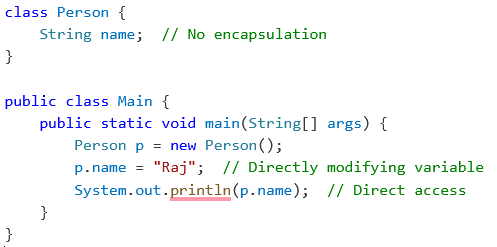 class Person {
    String name;  // No encapsulation
}

public class Main {
    public static void main(String[] args) {
        Person p = new Person();
        p.name = "Raj";  // Directly modifying variable
        System.out.println(p.name);  // Direct access
    }
}